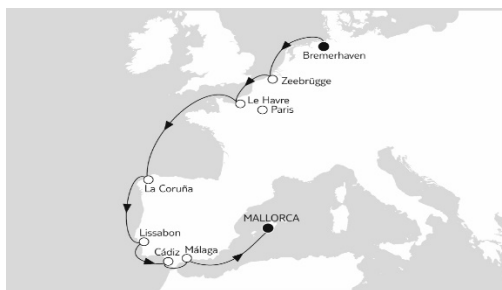 Bremerhaven
Zeebrügge
Le Havre
Paris
La Coruña
MALLORCA
Lissabon
Cádiz
Málaga